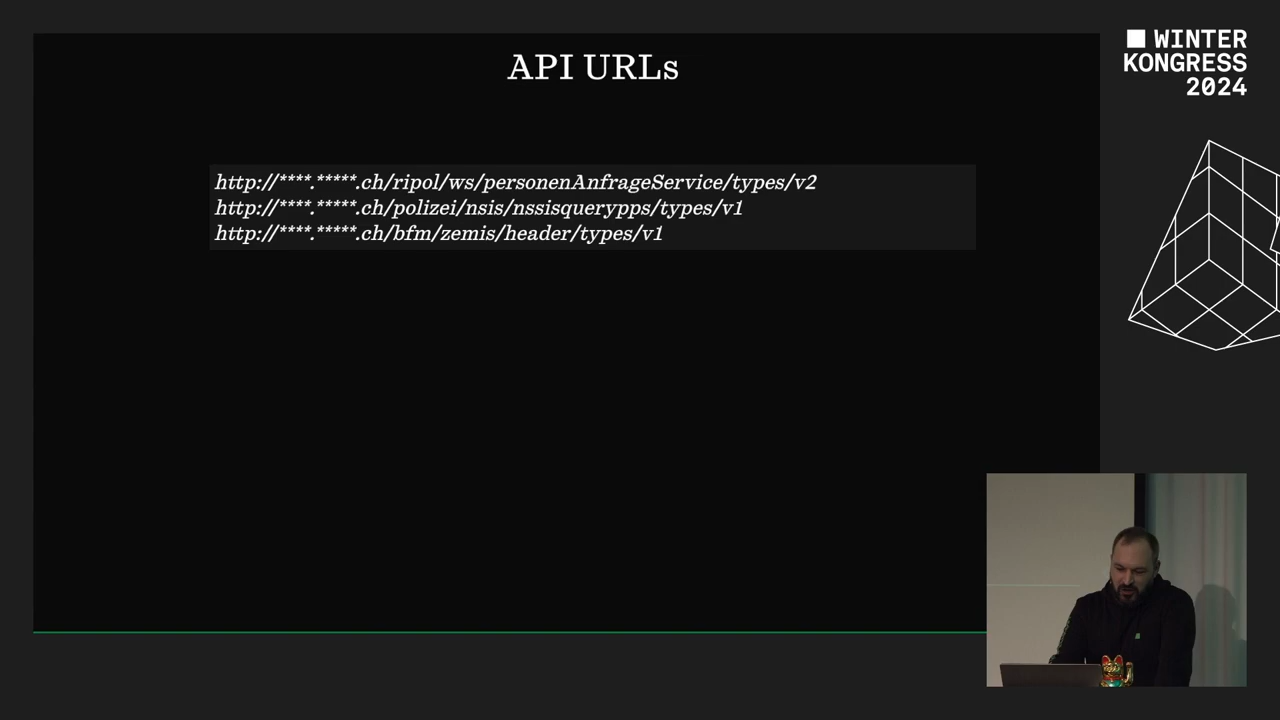 API URLs
WINTER
KONGRESS
2024
http://****.*****.ch/ripol/ws/personenAnfrageService/types/v2
http://****.*****.ch/polizei/nsis/nssisquerypps/types/v1
http://****.*****.ch/bfm/zemis/header/types/v1